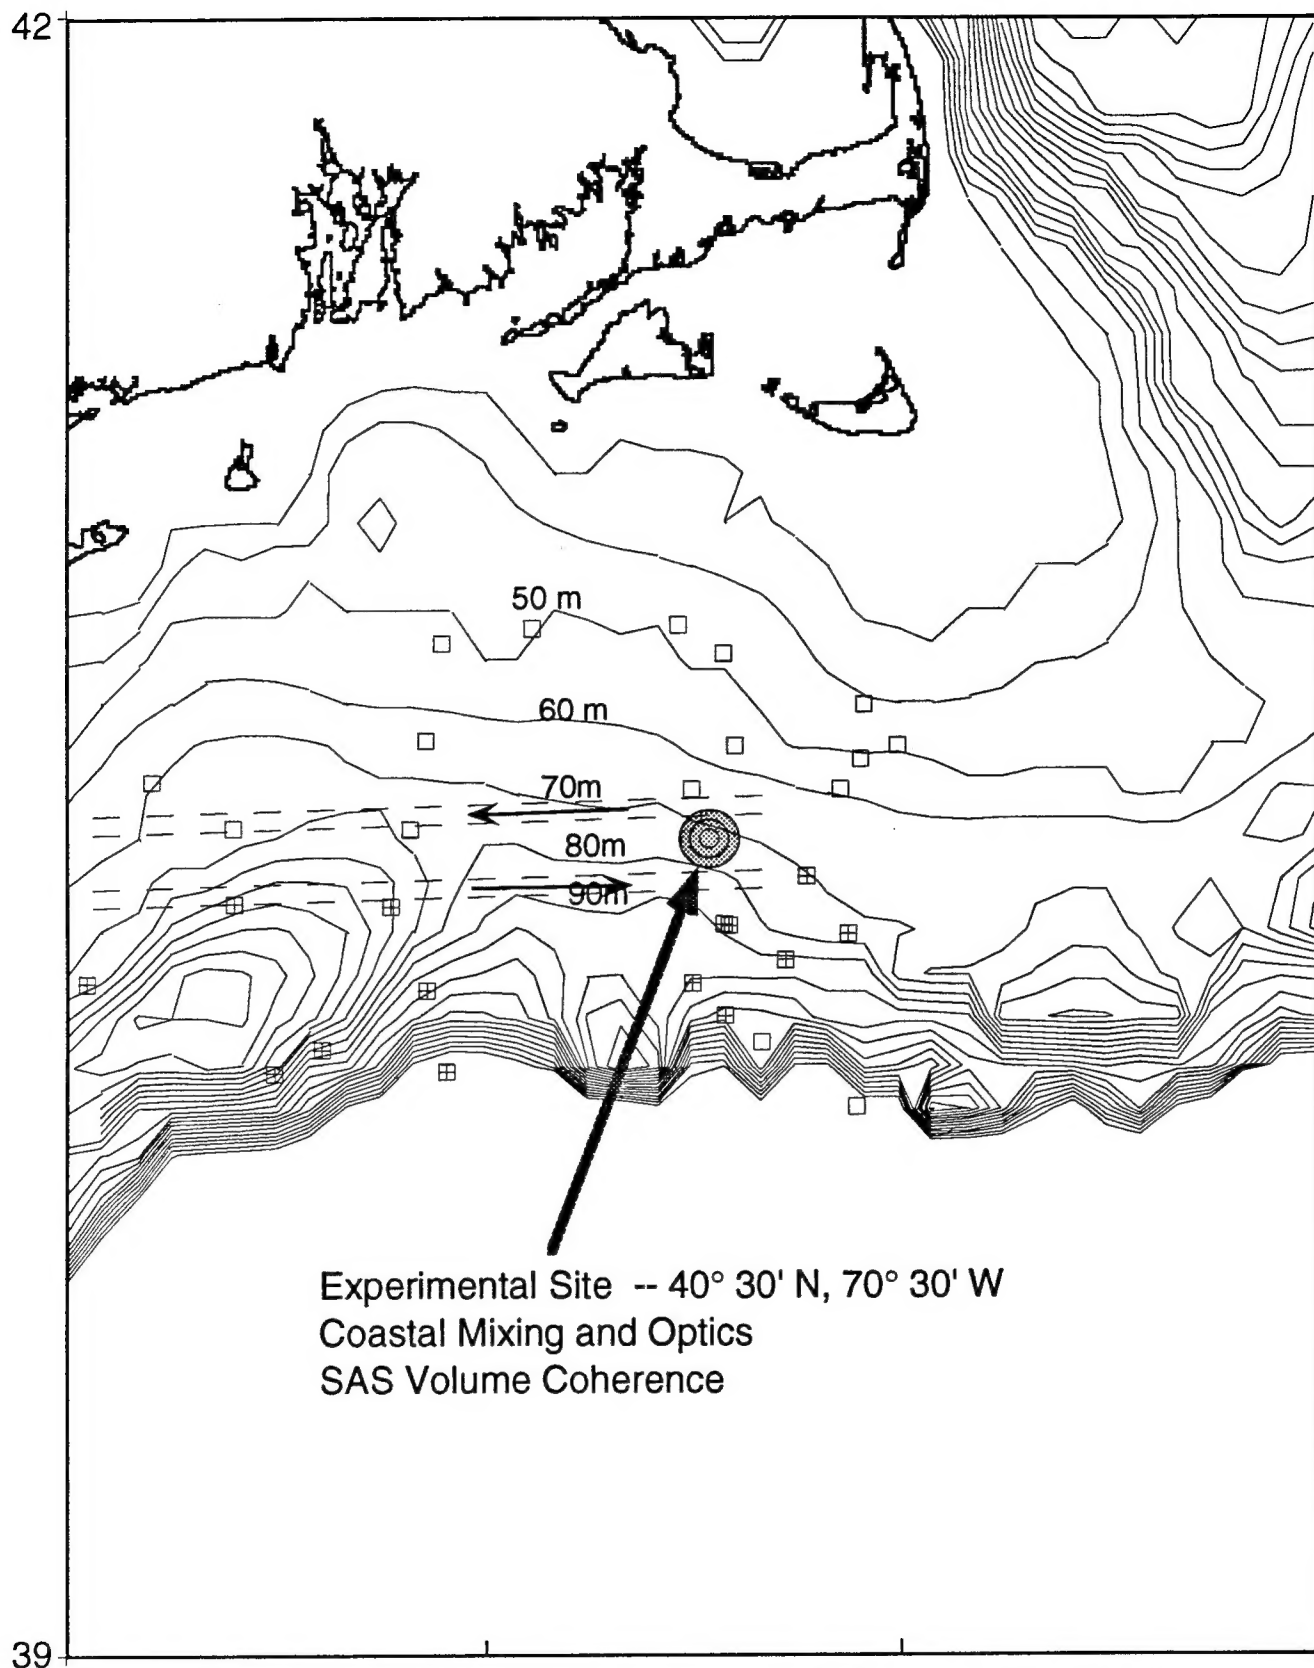 42
50 m
60 m
70m
80m
90m
Experimental Site -- 40° 30' N, 70° 30' W
Coastal Mixing and Optics
SAS Volume Coherence
39